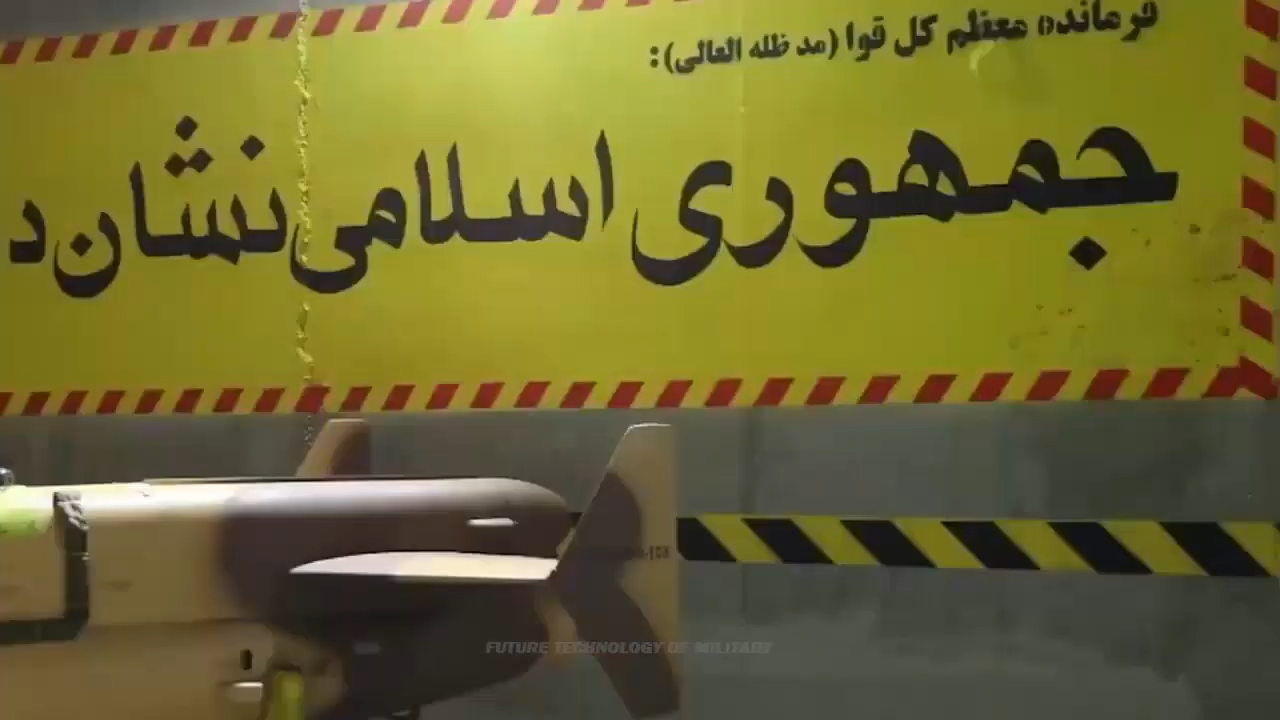 فرمانده معظم کل قوا (مد ظله العالی):
جمهوری اسلامی نشان د
FUTURE TECHNOLOGY OF MILITARY